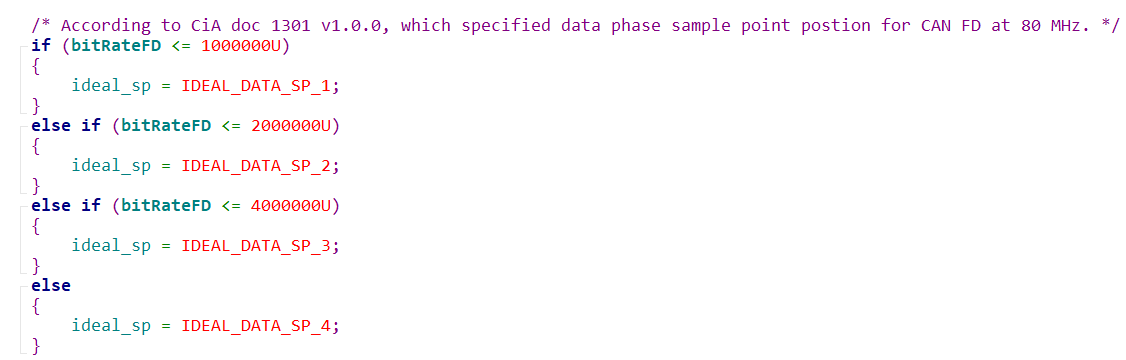 /* According to CiA doc 1301 v1.0.0, which specified data phase sample point postion for CAN FD at 80 MHz. */
if (bitRateFD <= 1000000U)
{
    ideal_sp = IDEAL_DATA_SP_1;
}
else if (bitRateFD <= 2000000U)
{
    ideal_sp = IDEAL_DATA_SP_2;
}
else if (bitRateFD <= 4000000U)
{
    ideal_sp = IDEAL_DATA_SP_3;
}
else
{
    ideal_sp = IDEAL_DATA_SP_4;
}